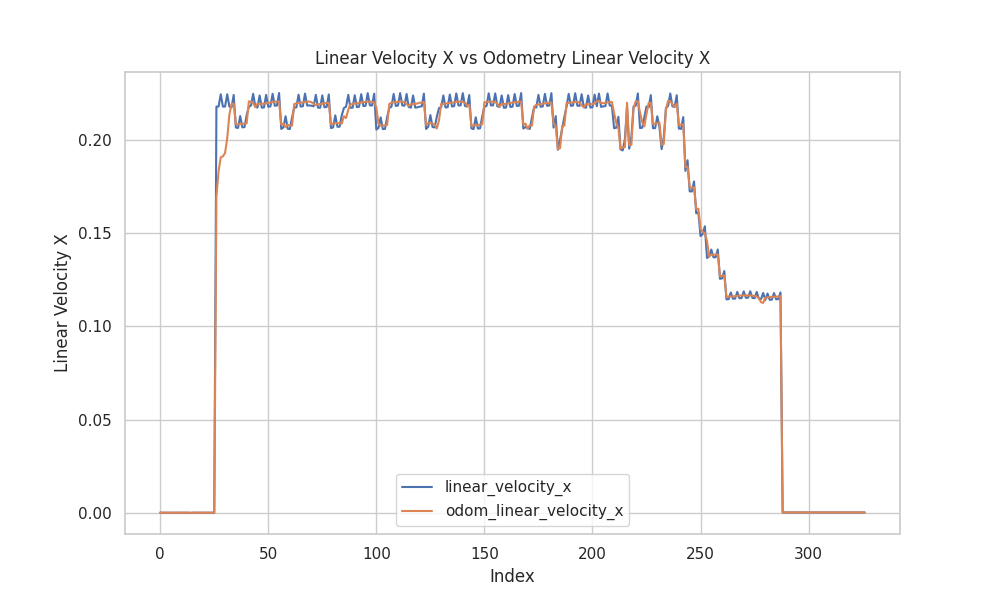 Linear Velocity X vs Odometry Linear Velocity X
Linear Velocity X
0.20
0.15
0.10
0.05
0.00
linear_velocity_x
odom_linear_velocity_x
0 50 100 150 200 250 300
Index